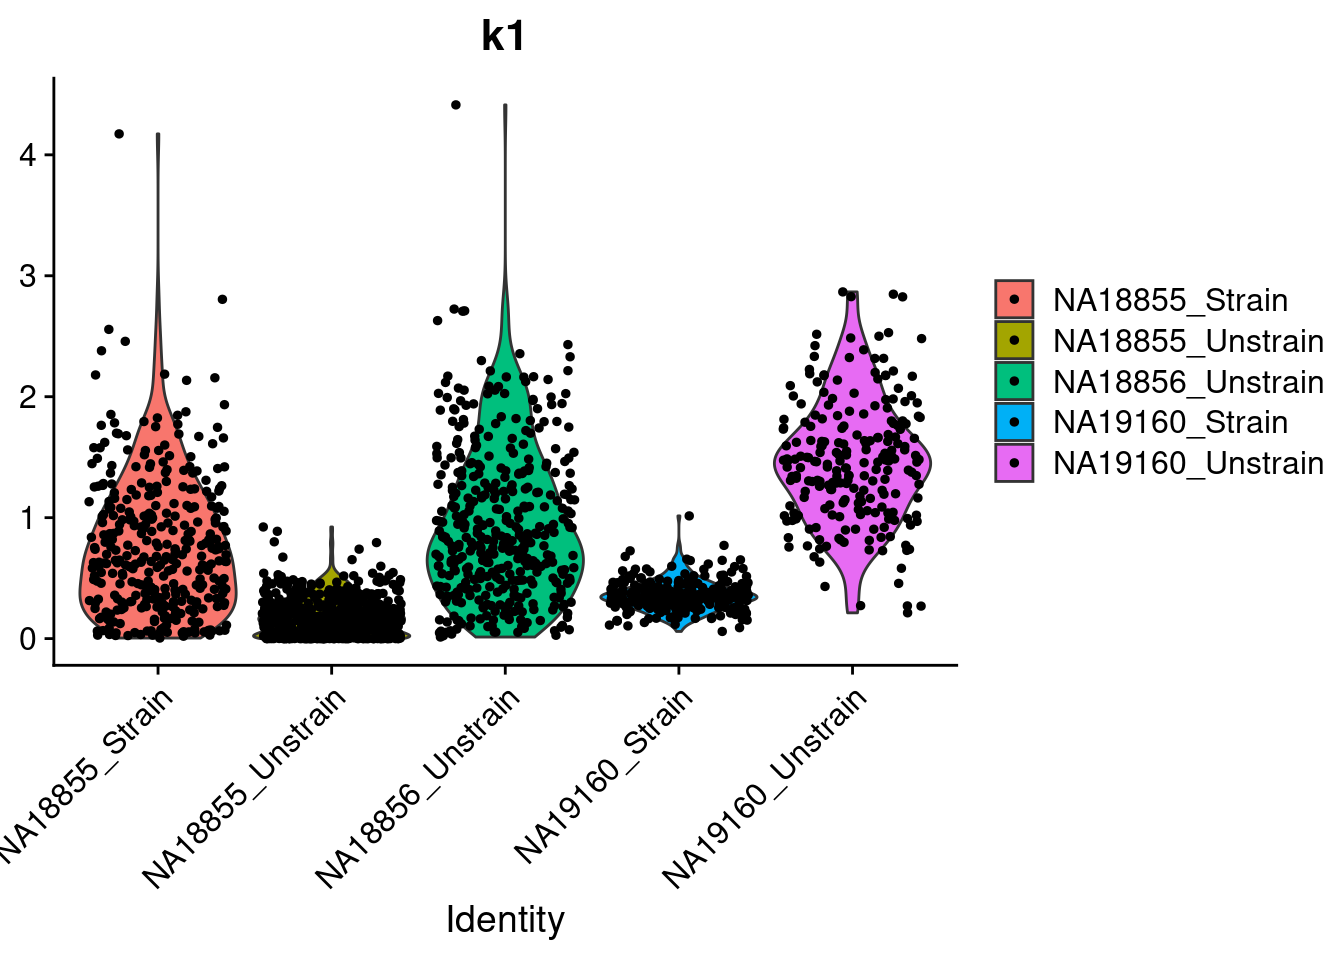 k1
4
3
2
1
0
NA18855_Strain
NA18855_Unstrain
NA18856_Unstrain
NA19160_Strain
NA19160_Unstrain
Identity
NA18855_Strain
NA18855_Unstrain
NA18856_Unstrain
NA19160_Strain
NA19160_Unstrain